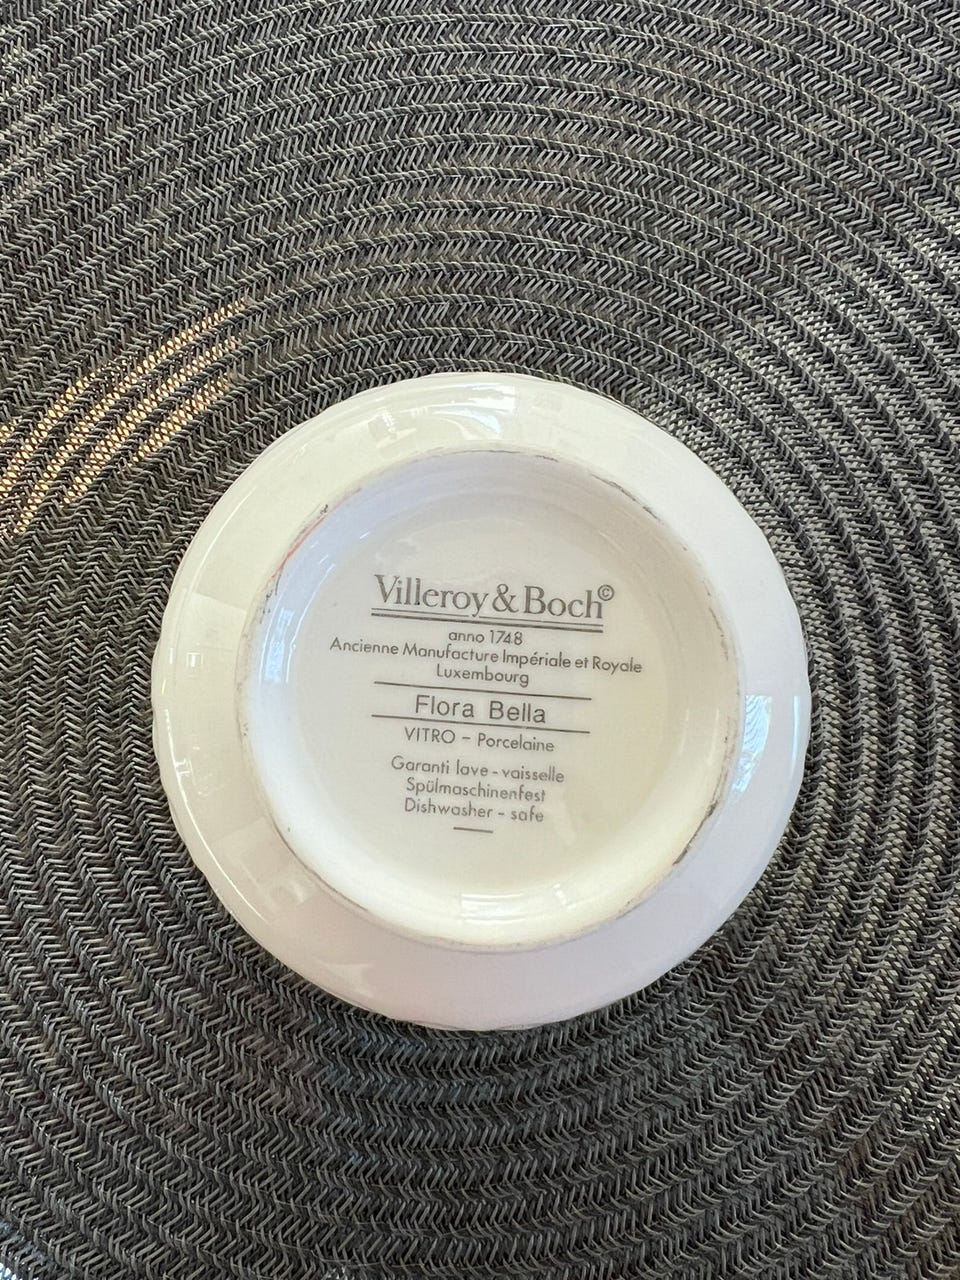 Villeroy & Boch©
anno 1748
Ancienne Manufacture Impériale et Royale
Luxembourg
Flora Bella
VITRO – Porcelaine
Garanti lave - vaisselle
Spülmaschinenfest
Dishwasher - safe